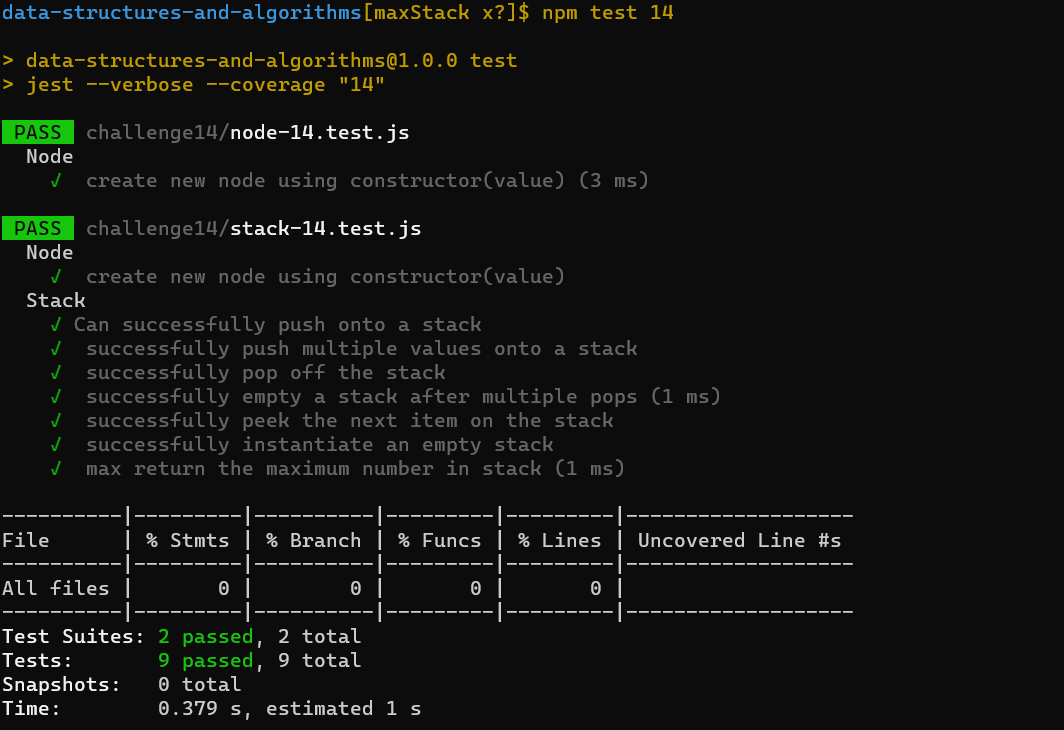 data-structures-and-algorithms[maxStack x?]$ npm test 14
> data-structures-and-algorithms@1.0.0 test
> jest --verbose --coverage "14"
PASS challenge14/node-14.test.js
Node
√  create new node using constructor(value) (3 ms)
PASS challenge14/stack-14.test.js
Node
√  create new node using constructor(value)
Stack
√ Can successfully push onto a stack
√  successfully push multiple values onto a stack
√  successfully pop off the stack
√  successfully empty a stack after multiple pops (1 ms)
√  successfully peek the next item on the stack
√  successfully instantiate an empty stack
√  max return the maximum number in stack (1 ms)
----------|---------|----------|---------|---------|-------------------
File      | % Stmts | % Branch | % Funcs | % Lines | Uncovered Line #s
----------|---------|----------|---------|---------|-------------------
All files |       0 |        0 |       0 |       0 |
----------|---------|----------|---------|---------|-------------------
Test Suites: 2 passed, 2 total
Tests:       9 passed, 9 total
Snapshots:   0 total
Time:        0.379 s, estimated 1 s